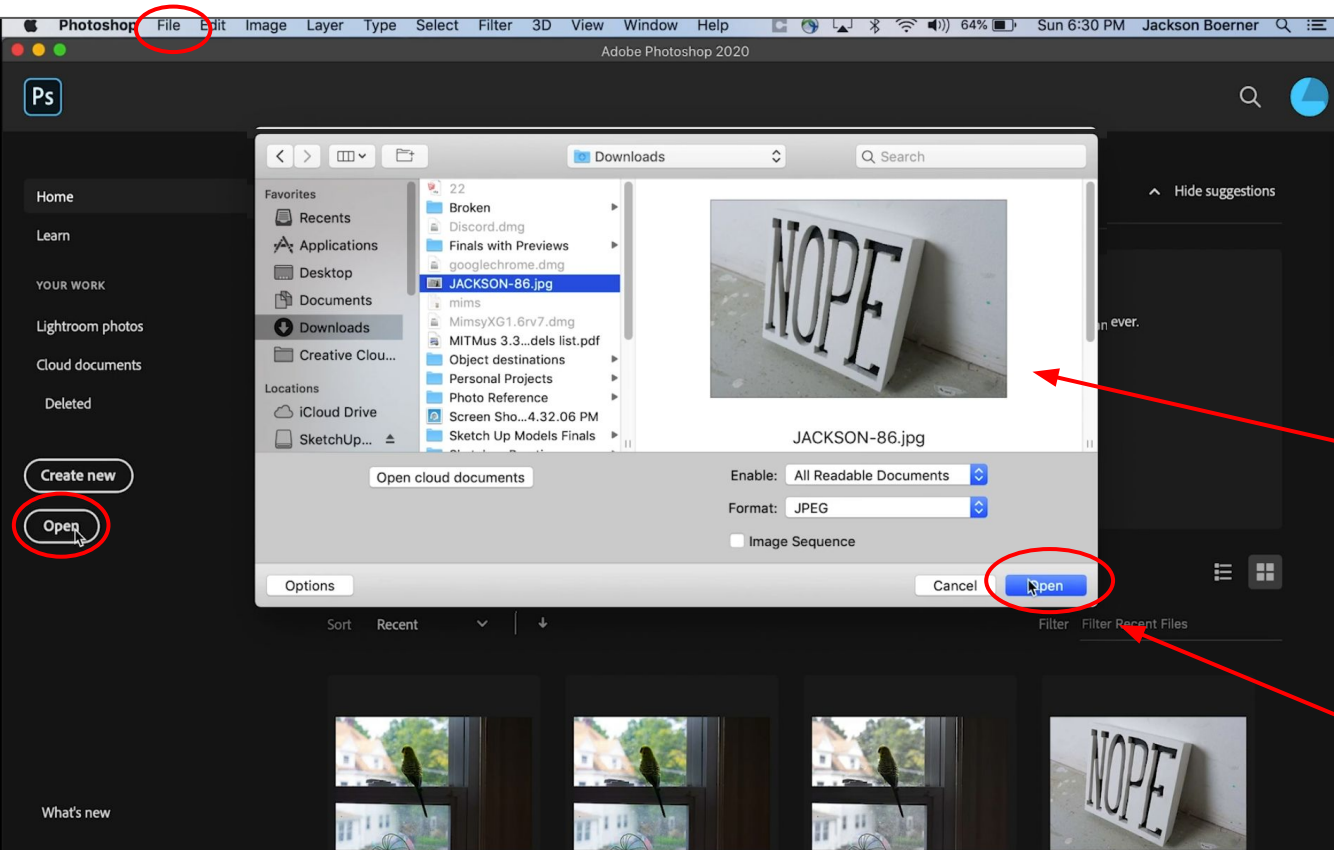 Photoshop File Edit Image Layer Type Select Filter 3D View Window Help 64% Sun 6:30 PM Jackson Boerner
Adobe Photoshop 2020
Ps
Downloads
Search
Home
Learn
YOUR WORK
Lightroom photos
Cloud documents
Deleted
Create new
Open
What's new
Favorites
Recents
Applications
Desktop
Documents
Downloads
Creative Clou...
Locations
iCloud Drive
SketchUp...
22
Broken
Discord.dmg
Finals with Previews
googlechrome.dmg
JACKSON-86.jpg
mims
MimsyXG1.6rv7.dmg
MITMus 3.3...dels list.pdf
Object destinations
Personal Projects
Photo Reference
Screen Sho...4.32.06 PM
Sketch Up Models Finals
NOPE
JACKSON-86.jpg
Hide suggestions
ever.
Open cloud documents
Enable: All Readable Documents
Format: JPEG
Image Sequence
Options
Cancel Open
Sort Recent
Filter Filter Recent Files
NOPE